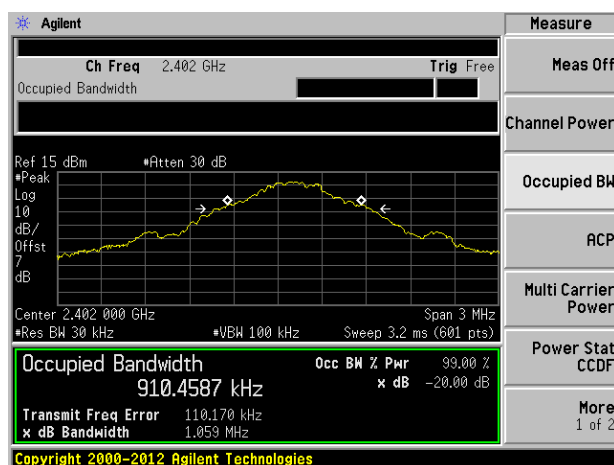 Agilent
Measure
Ch Freq 2.402 GHz Trig Free
Occupied Bandwidth
Meas Off
Channel Power
Occupied BW
ACP
Multi Carrier
Power
Power Stat
CCDF
More
1 of 2
Ref 15 dBm #Atten 30 dB
#Peak
Log
10
dB/
Offst
7
dB
Center 2.402 000 GHz Span 3 MHz
#Res BW 30 kHz #VBW 100 kHz Sweep 3.2 ms (601 pts)
Occupied Bandwidth Occ BW % Pwr 99.00 %
910.4587 kHz x dB -20.00 dB
Transmit Freq Error 110.170 kHz
x dB Bandwidth 1.059 MHz
Copyright 2000-2012 Agilent Technologies